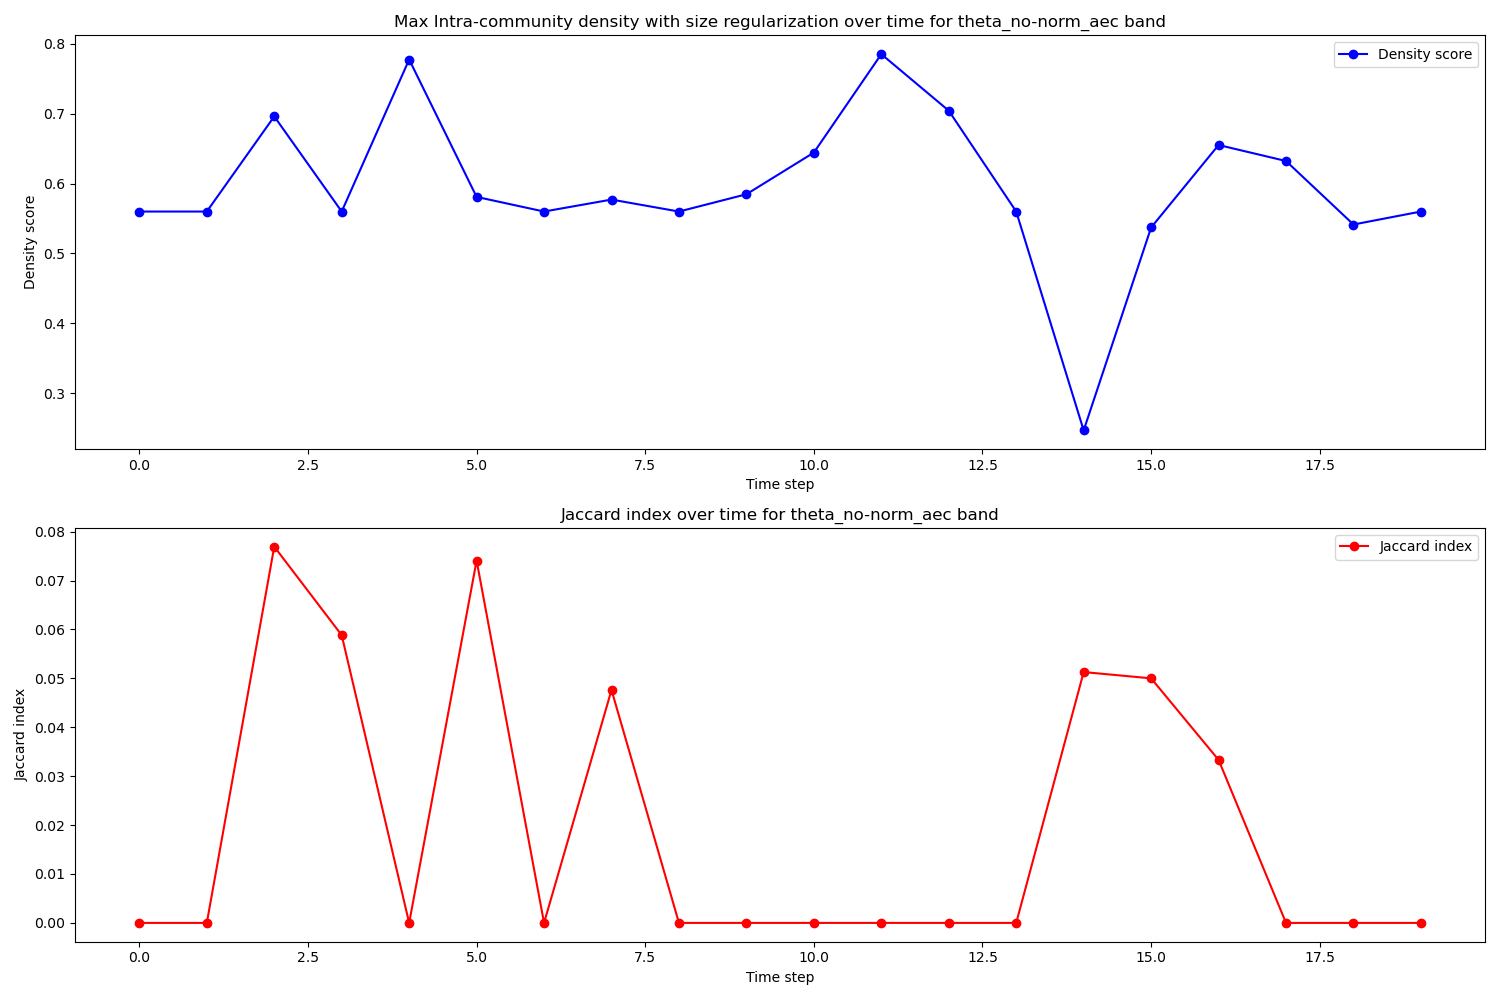 Max Intra-community density with size regularization over time for theta_no-norm_aec band
Density score
0.8
0.7
0.6
0.5
0.4
0.3
Density score
0.0 2.5 5.0 7.5 10.0 12.5 15.0 17.5
Time step
Jaccard index over time for theta_no-norm_aec band
Jaccard index
0.08
0.07
0.06
0.05
0.04
0.03
0.02
0.01
0.00
Jaccard index
0.0 2.5 5.0 7.5 10.0 12.5 15.0 17.5
Time step